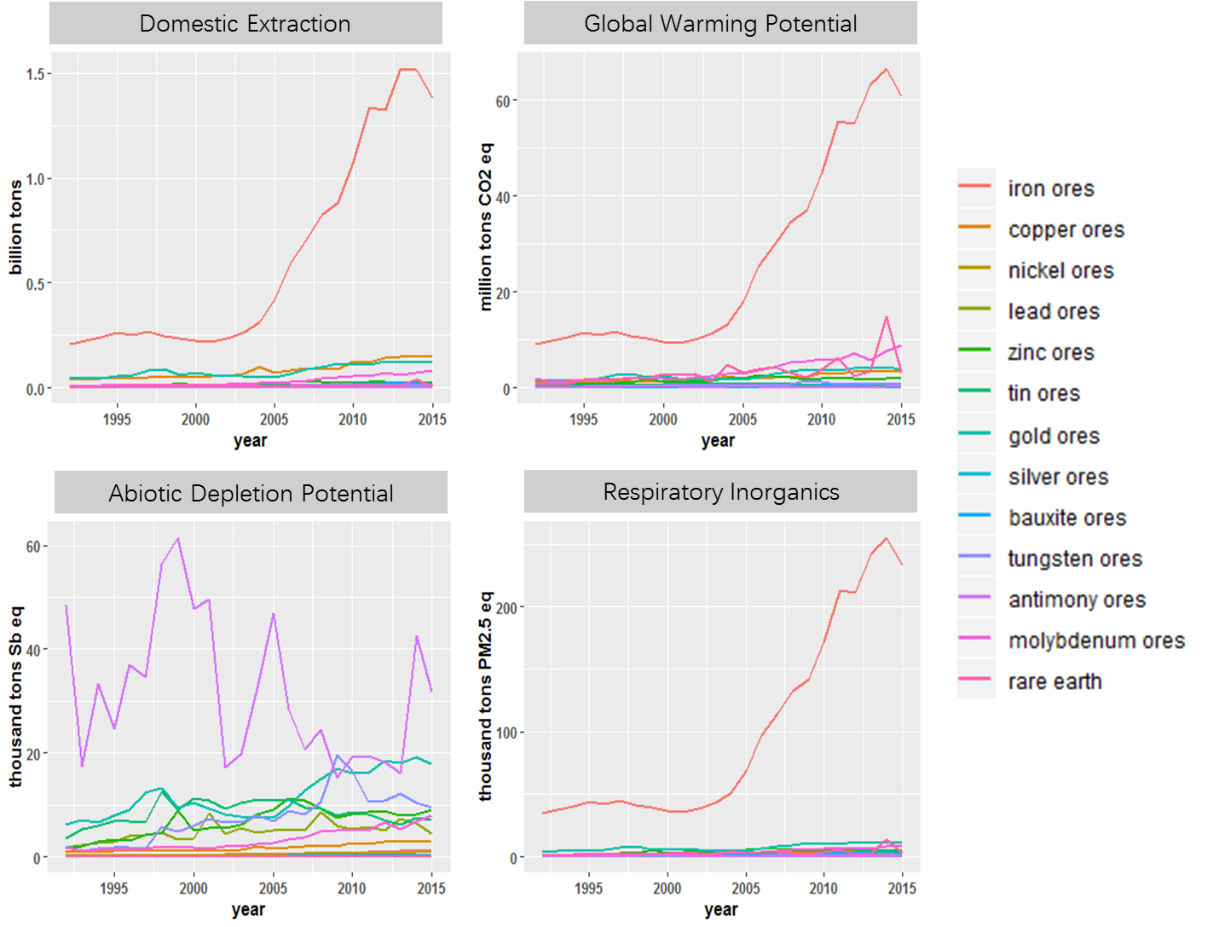 Domestic Extraction
billion tons
1.5
1.0
0.5
0.0
1995 2000 2005 2010 2015
year
Global Warming Potential
million tons CO2 eq
60
40
20
0
1995 2000 2005 2010 2015
year
Abiotic Depletion Potential
thousand tons Sb eq
60
40
20
0
1995 2000 2005 2010 2015
year
Respiratory Inorganics
thousand tons PM2.5 eq
200
100
0
1995 2000 2005 2010 2015
year
iron ores
copper ores
nickel ores
lead ores
zinc ores
tin ores
gold ores
silver ores
bauxite ores
tungsten ores
antimony ores
molybdenum ores
rare earth